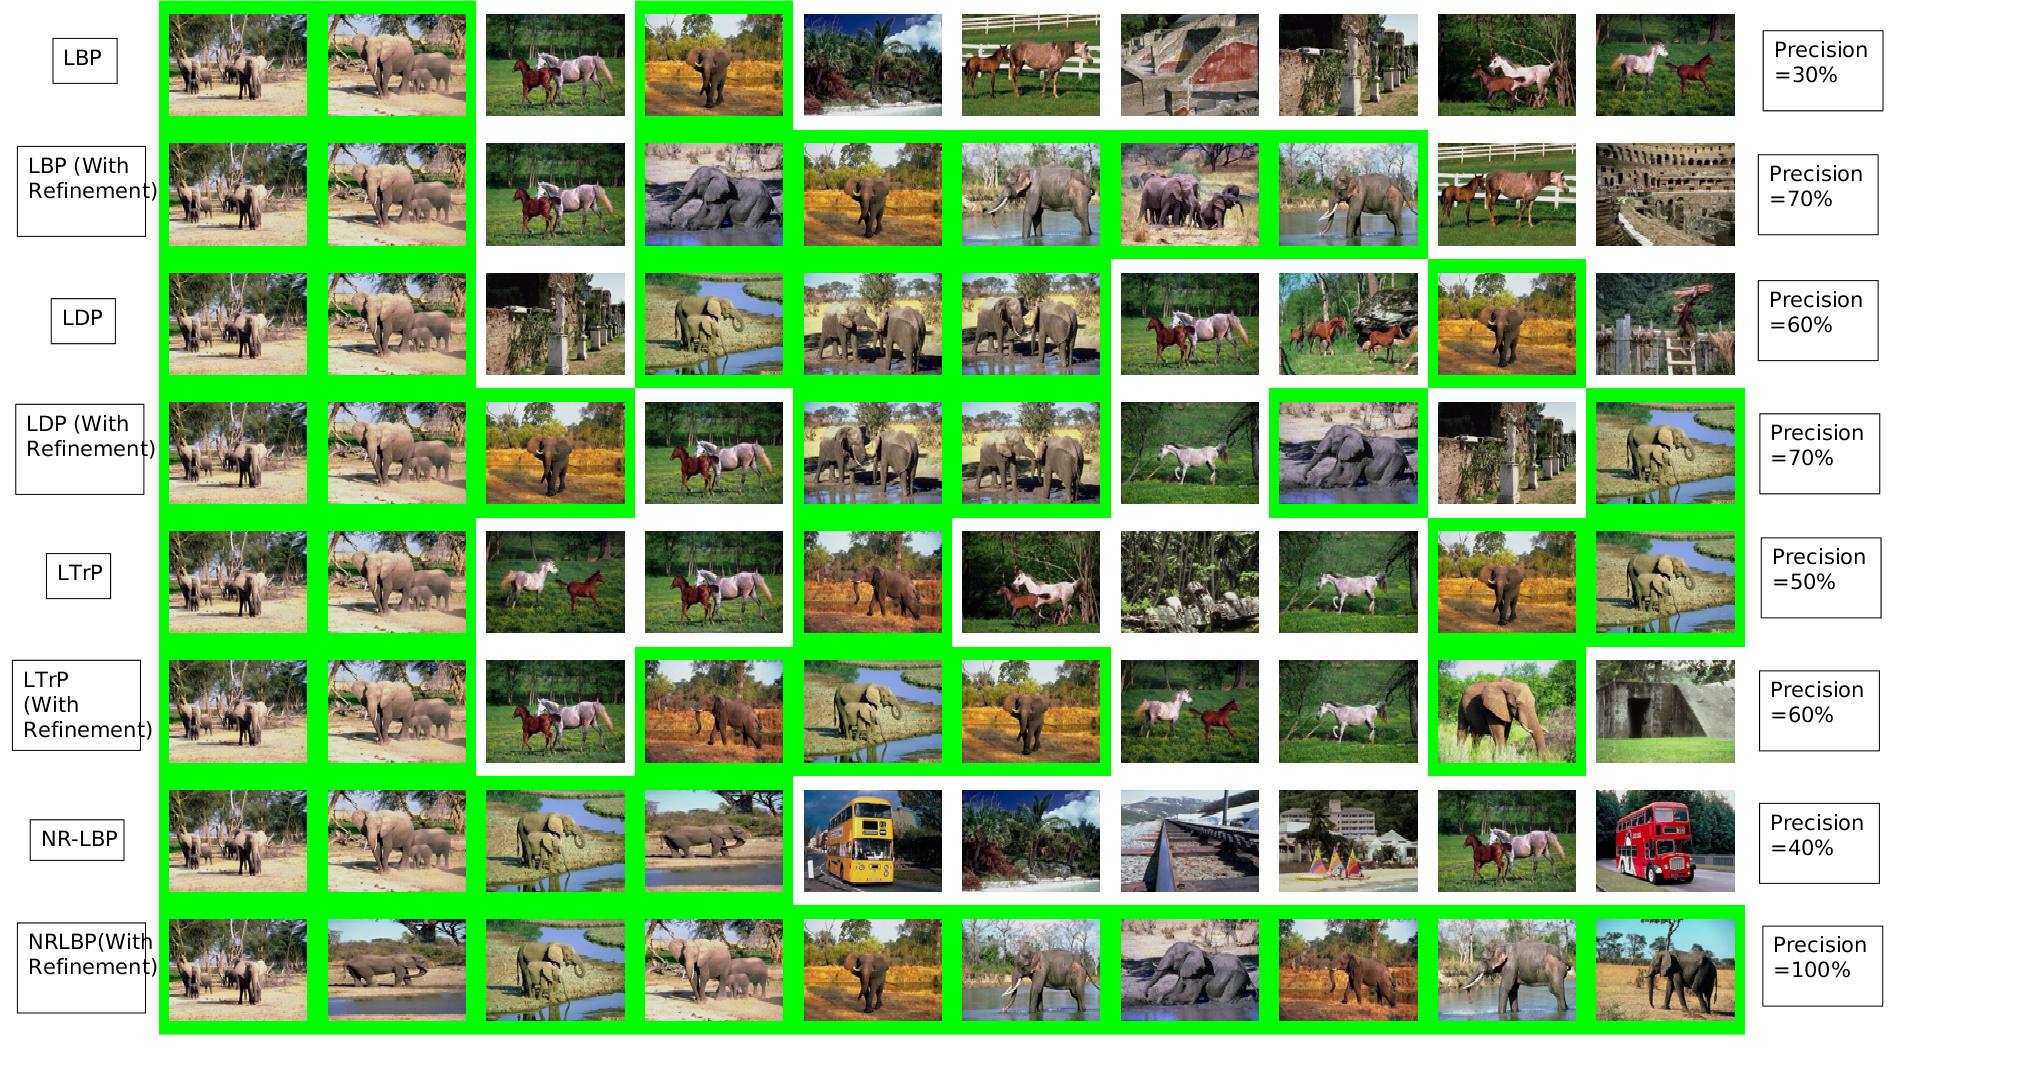 LBP
Precision
=30%
LBP (With
Refinement)
Precision
=70%
LDP
Precision
=60%
LDP (With
Refinement)
Precision
=70%
LTrP
Precision
=50%
LTrP
(With
Refinement)
Precision
=60%
NR-LBP
Precision
=40%
NRLBP(With
Refinement)
Precision
=100%